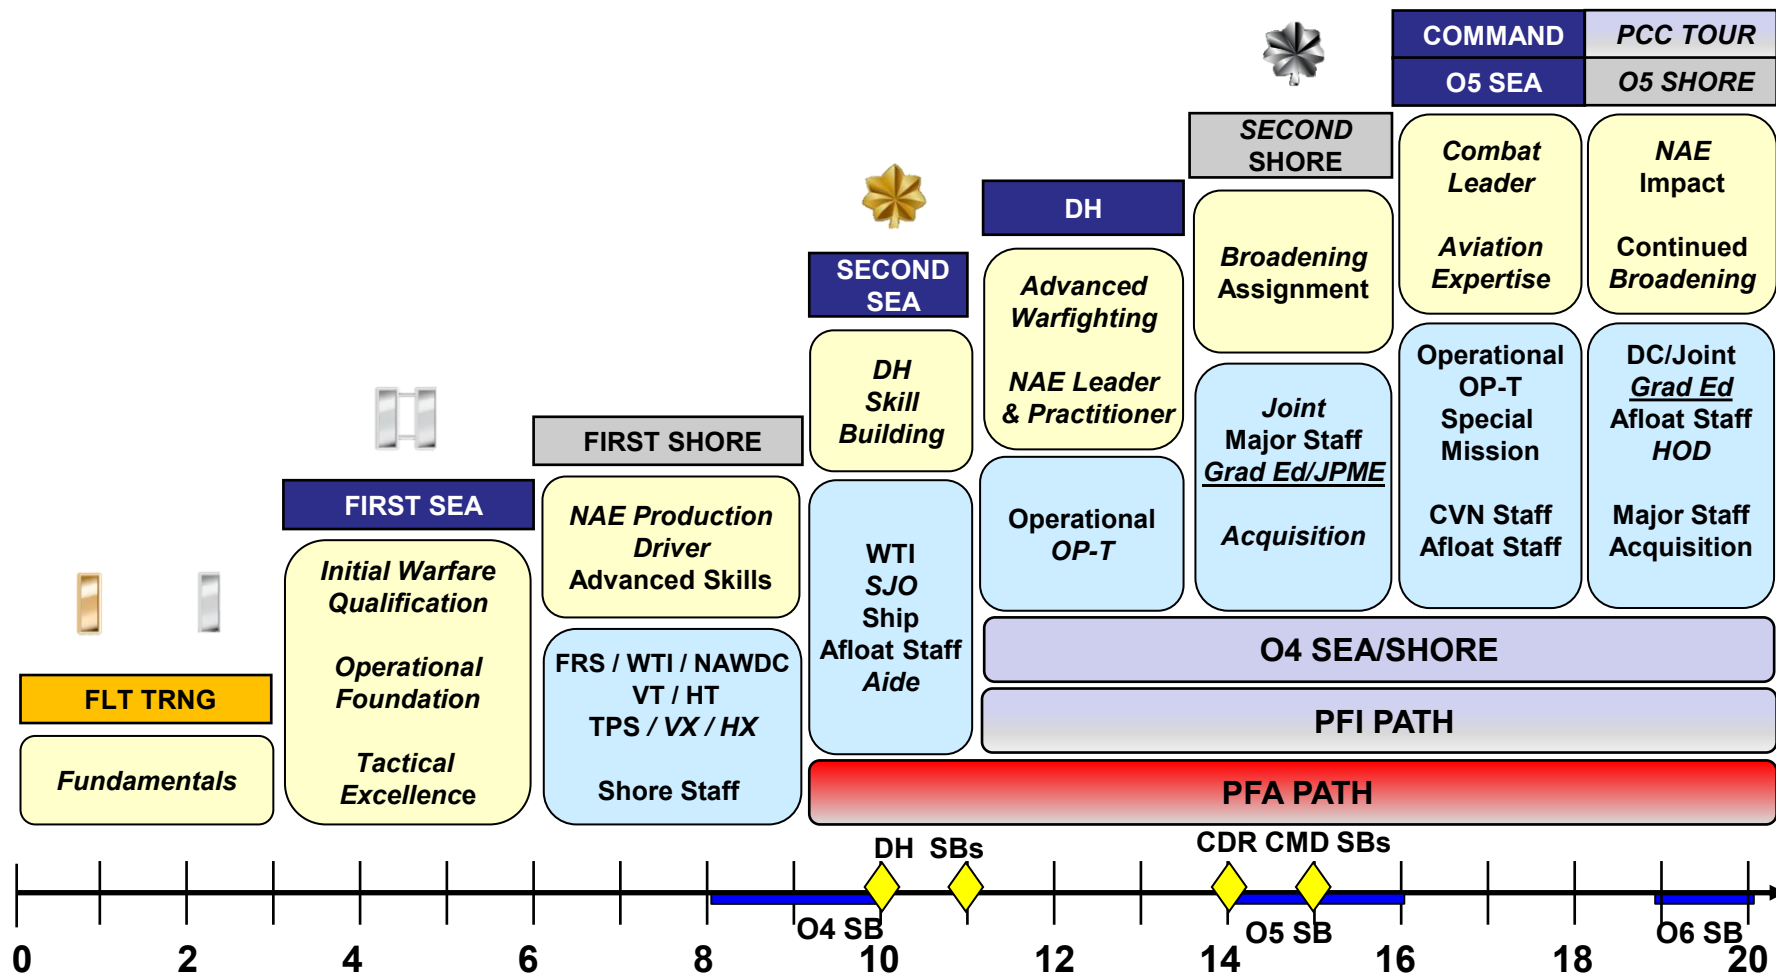 FLT TRNG
Fundamentals
FIRST SEA
Initial Warfare
Qualification
Operational
Foundation
Tactical
Excellence
FIRST SHORE
NAE Production
Driver
Advanced Skills
FRS / WTI / NAWDC
VT / HT
TPS / VX / HX
Shore Staff
SECOND
SEA
DH
Skill
Building
WTI
SJO
Ship
Afloat Staff
Aide
DH
Advanced
Warfighting
NAE Leader
& Practitioner
Operational
OP-T
SECOND
SHORE
Broadening
Assignment
Joint
Major Staff
Grad Ed/JPME
Acquisition
COMMAND
O5 SEA
Combat
Leader
Aviation
Expertise
Operational
OP-T
Special
Mission
CVN Staff
Afloat Staff
PCC TOUR
O5 SHORE
NAE
Impact
Continued
Broadening
DC/Joint
Grad Ed
Afloat Staff
HOD
Major Staff
Acquisition
O4 SEA/SHORE
PFI PATH
PFA PATH
DH SBs
CDR CMD SBs
O4 SB
O5 SB
O6 SB
0 2 4 6 8 10 12 14 16 18 20